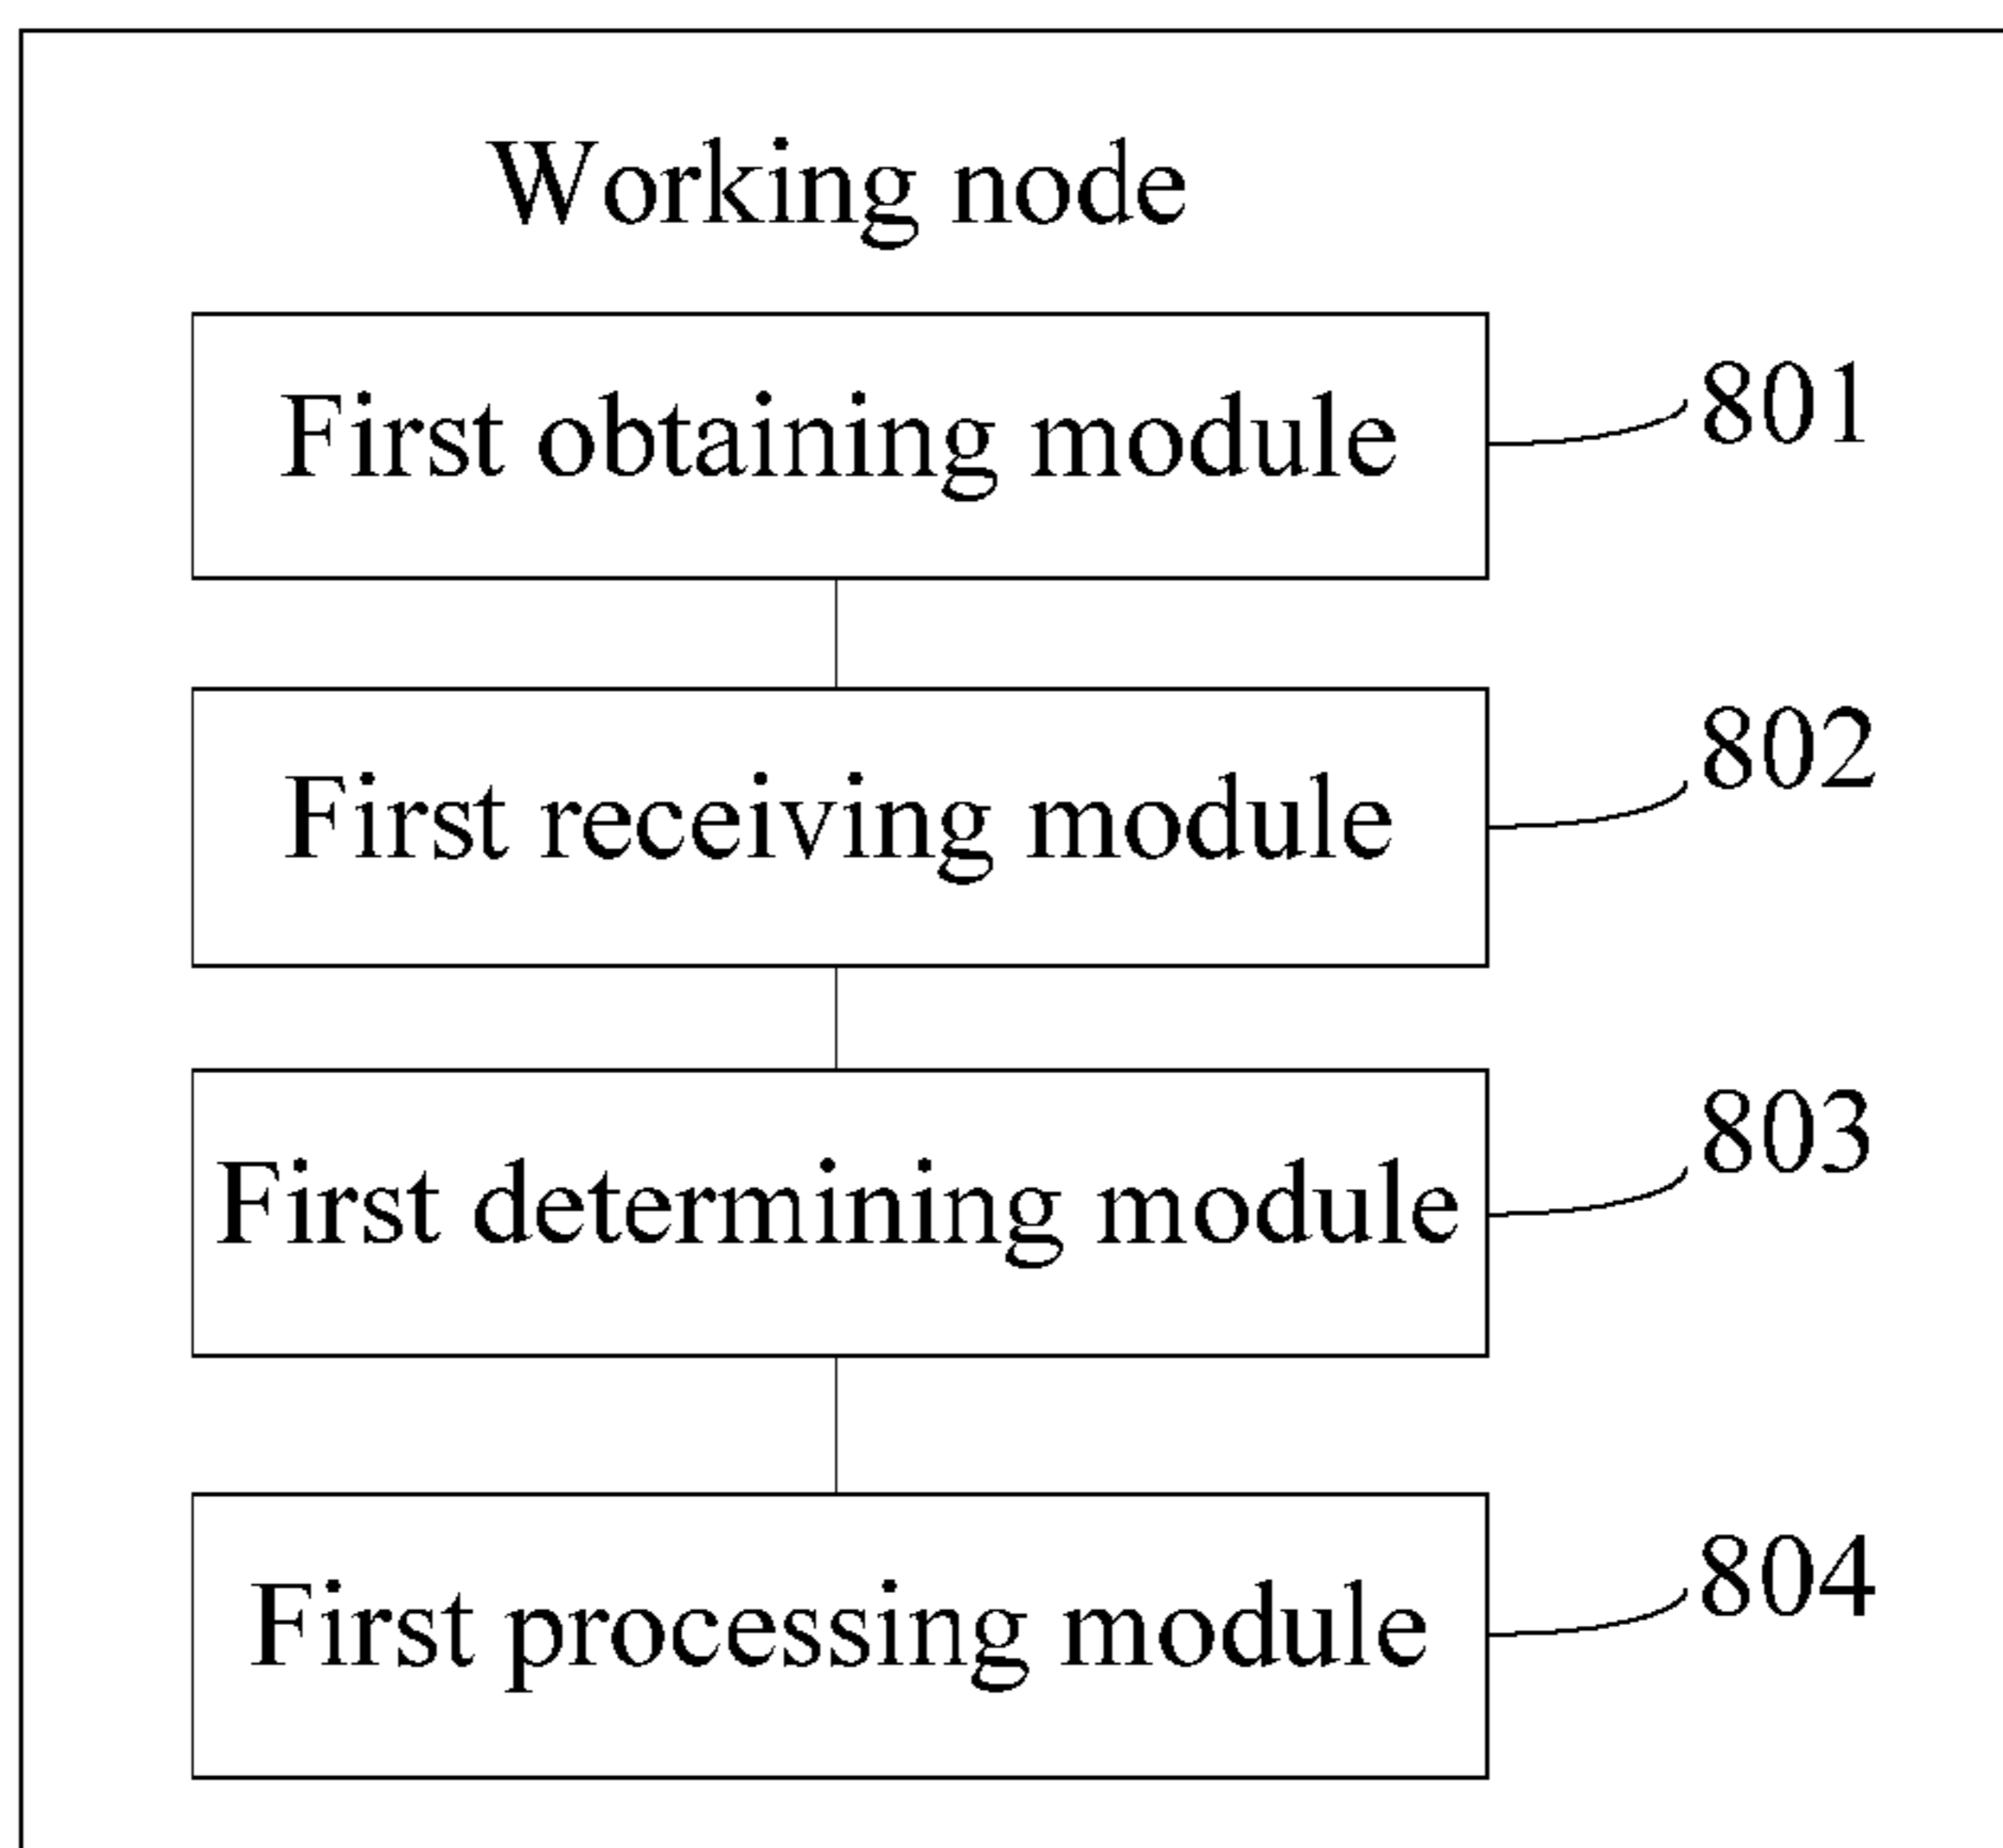 Working node
First obtaining module
801
First receiving module
802
First determining module
803
First processing module
804